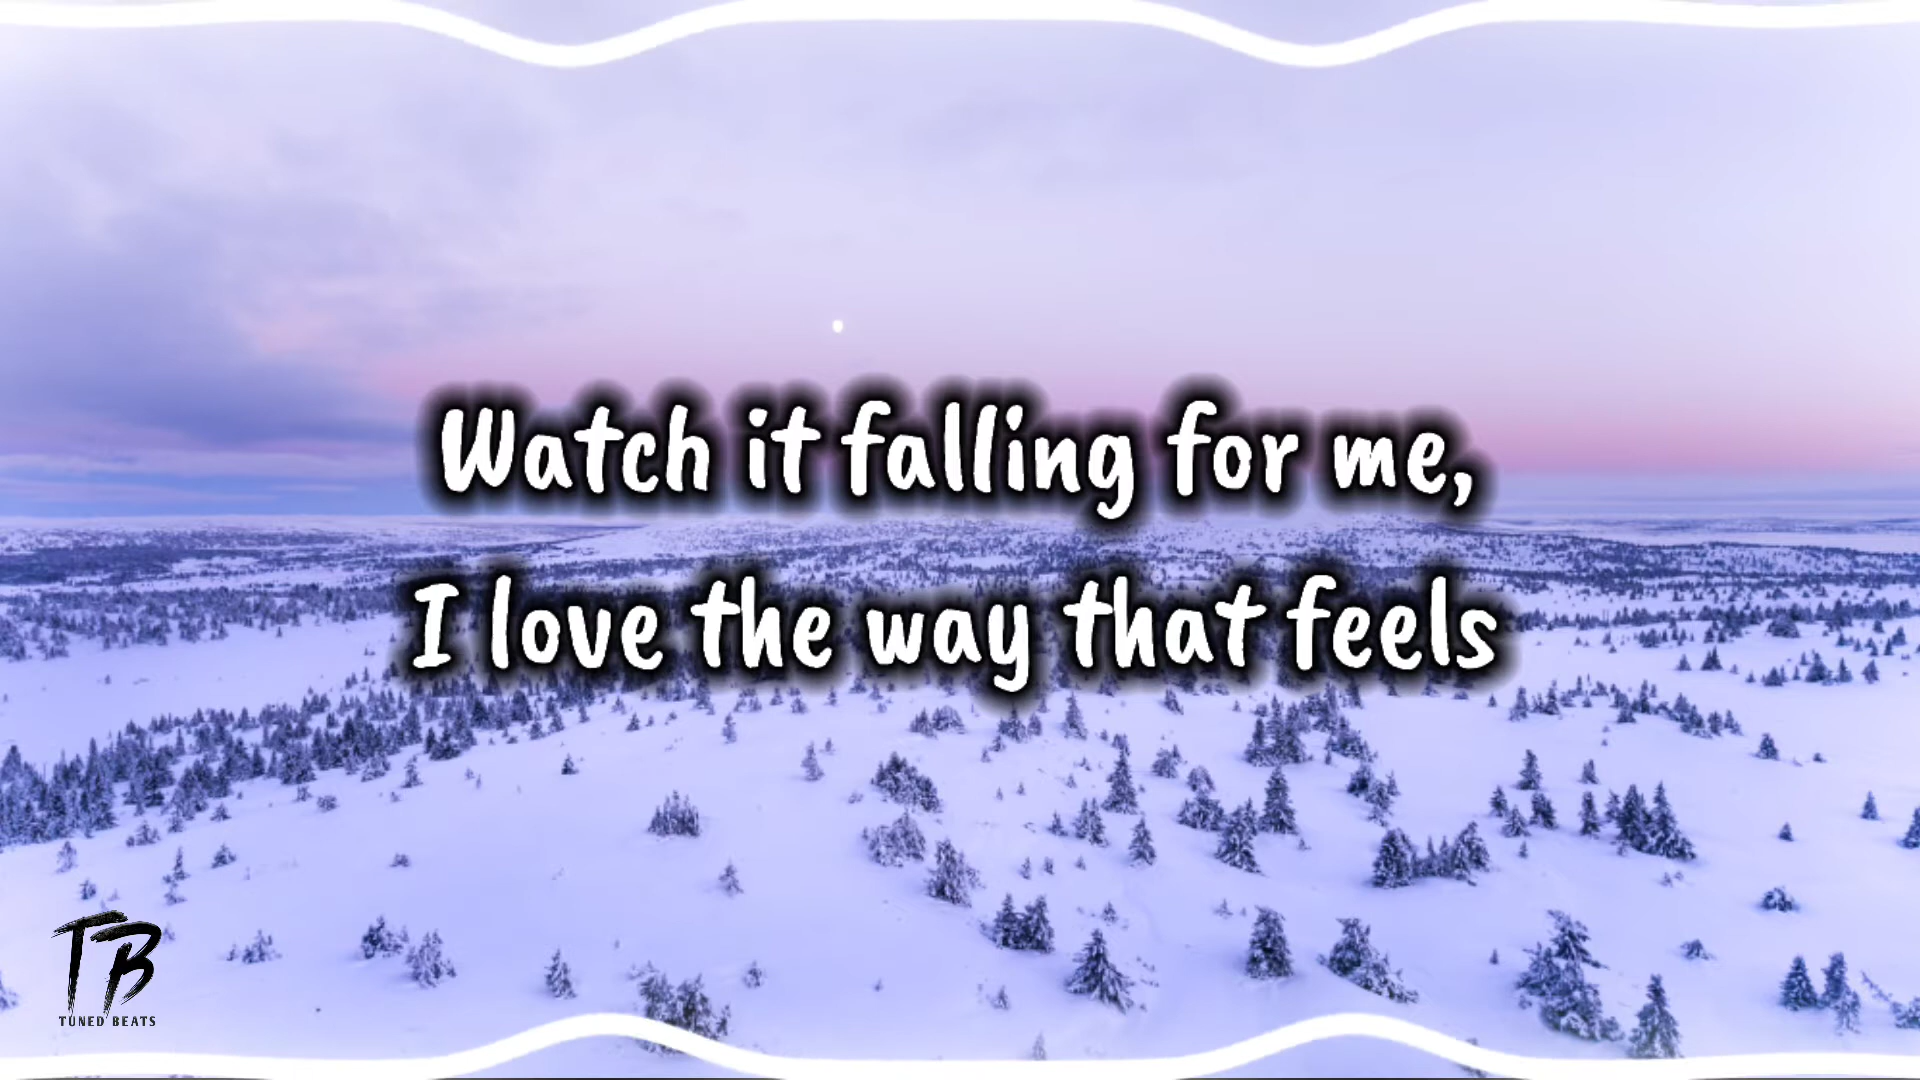 Watch it falling for me,
I love the way that feels
TB
TUNED BEATS